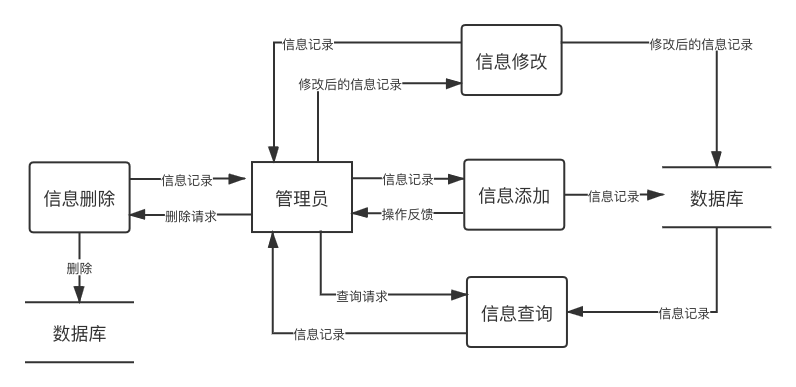 信息记录
信息修改
修改后的信息记录
修改后的信息记录
信息删除
信息记录
删除请求
管理员
信息记录
操作反馈
信息添加
信息记录
数据库
删除
数据库
查询请求
信息记录
信息查询
信息记录